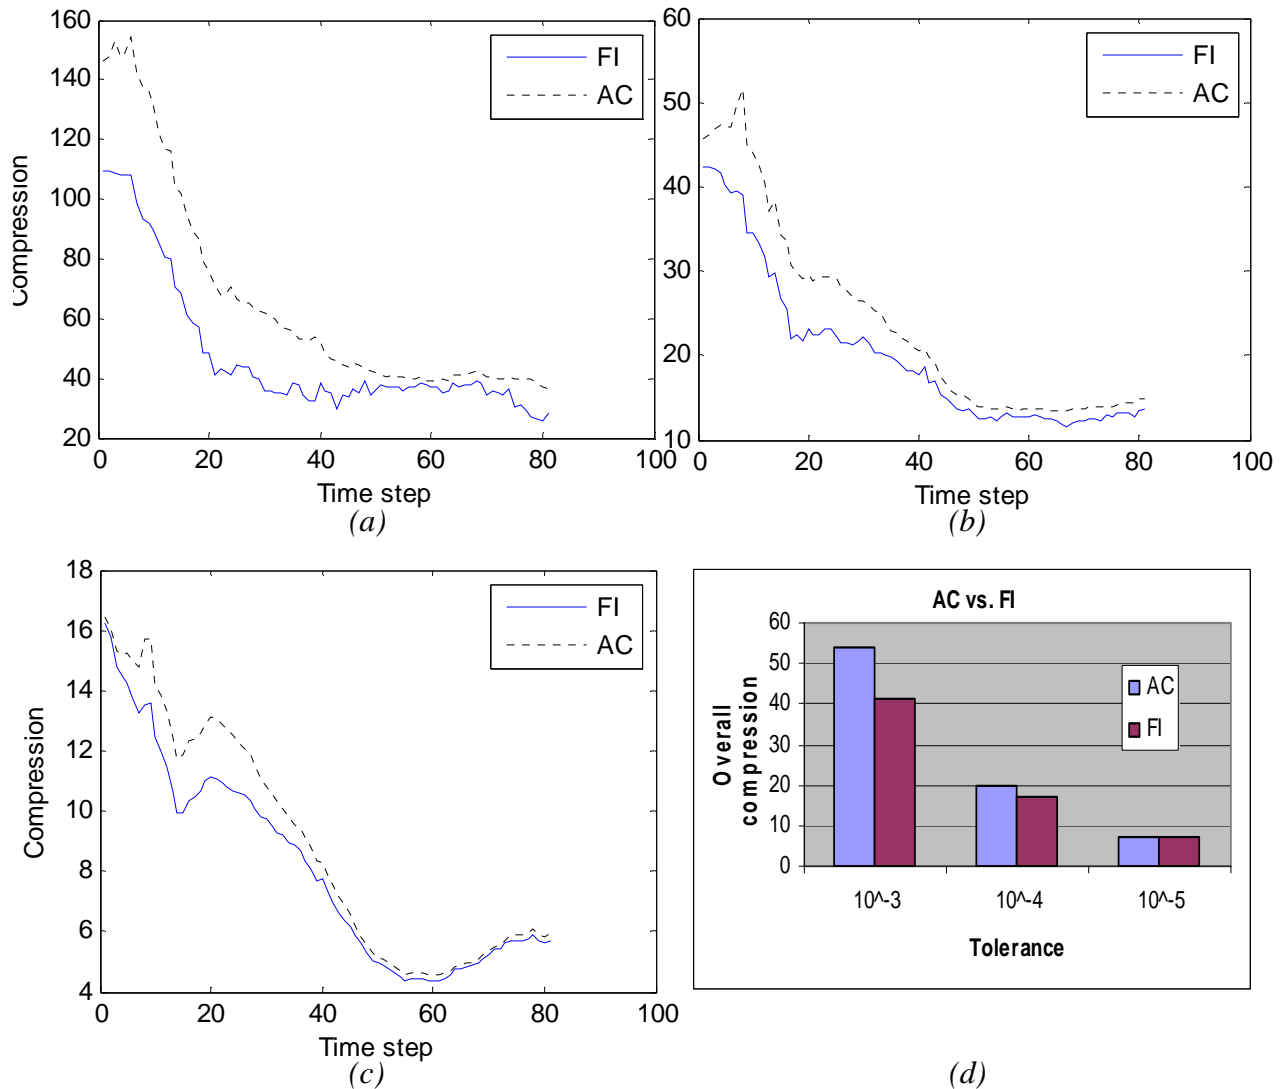 160
140
120
100
80
60
40
20
Compression
FI
AC
0 20 40 60 80 100
Time step
(a)
60
50
40
30
20
10
FI
AC
0 20 40 60 80 100
Time step
(b)
18
16
14
12
10
8
6
4
Compression
FI
AC
0 20 40 60 80 100
Time step
(c)
AC vs. FI
60
50
40
30
20
10
0
Overall
compression
AC
FI
10^-3 10^-4 10^-5
Tolerance
(d)